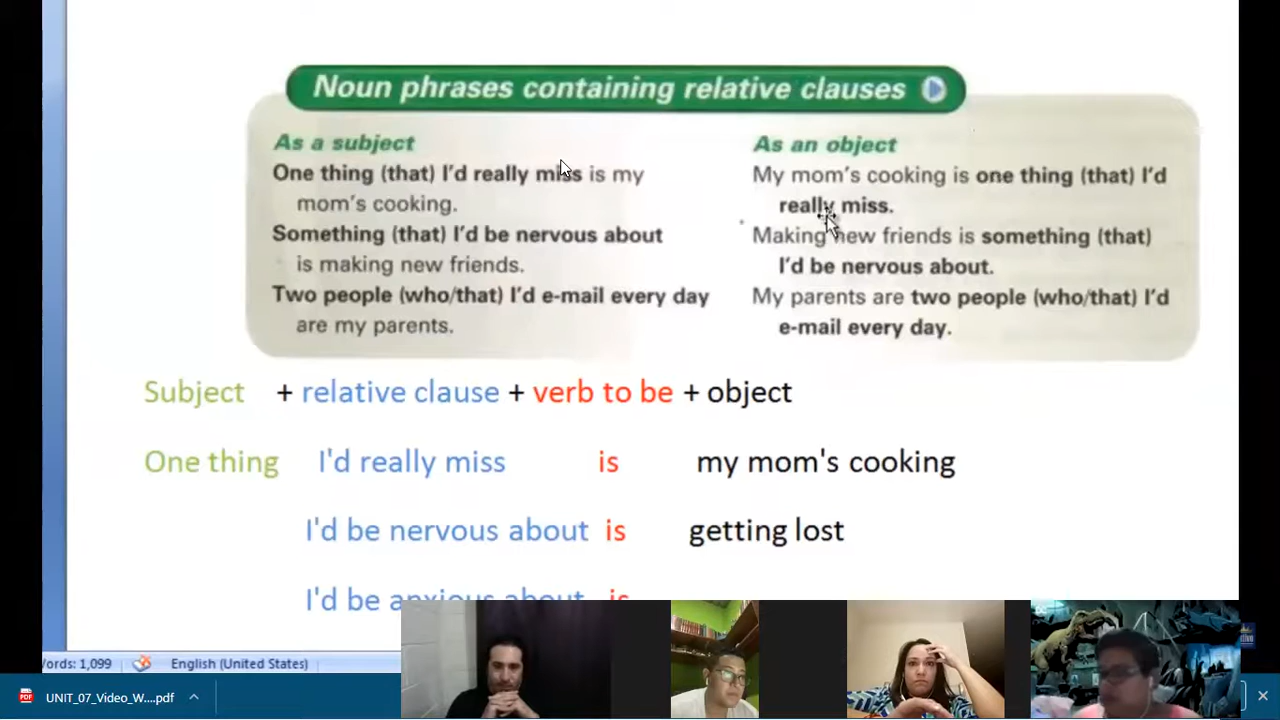 Noun phrases containing relative clauses
As a subject
One thing (that) I'd really miss is my
mom's cooking.
Something (that) I'd be nervous about
is making new friends.
Two people (who/that) I'd e-mail every day
are my parents.
As an object
My mom's cooking is one thing (that) I'd
really miss.
Making new friends is something (that)
I'd be nervous about.
My parents are two people (who/that) I'd
e-mail every day.
Subject + relative clause + verb to be + object
One thing I'd really miss is my mom's cooking
I'd be nervous about is getting lost
I'd be anxious about is
Words: 1,099 English (United States)
UNIT_07_Video_W....pdf